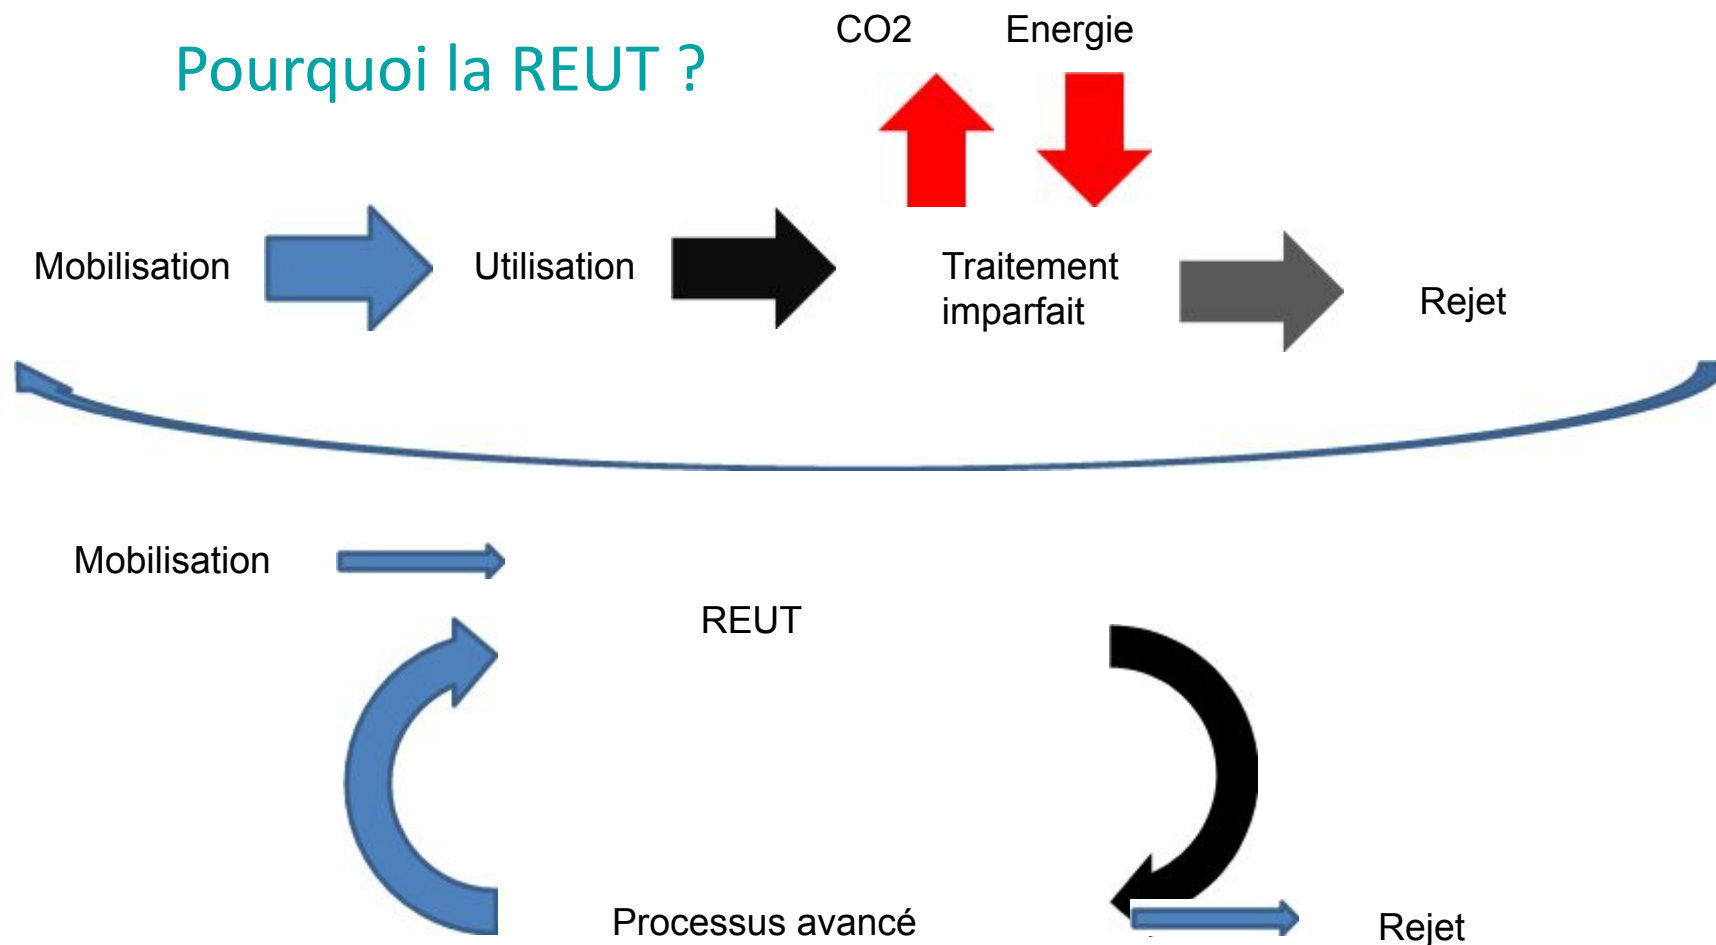 Pourquoi la REUT ?
CO2
Energie
Mobilisation
Utilisation
Traitement
imparfait
Rejet
Mobilisation
REUT
Processus avancé
Rejet